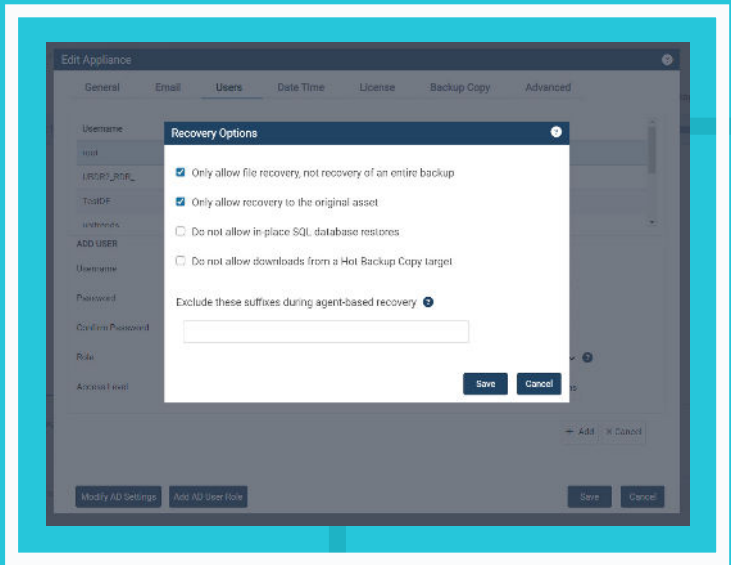 Edit Appliance
General Email Users Date Time License Backup Copy Advanced
Username
root
TestDF
ADD USER
Username
Password
Confirm Password
Role
Access Level
Recovery Options
Only allow file recovery, not recovery of an entire backup
Only allow recovery to the original asset
Do not allow in-place SQL database restores
Do not allow downloads from a Hot Backup Copy target
Exclude these suffixes during agent-based recovery
Save Cancel
+ Add × Cancel
Modify AD Settings Add AD User Role Save Cancel